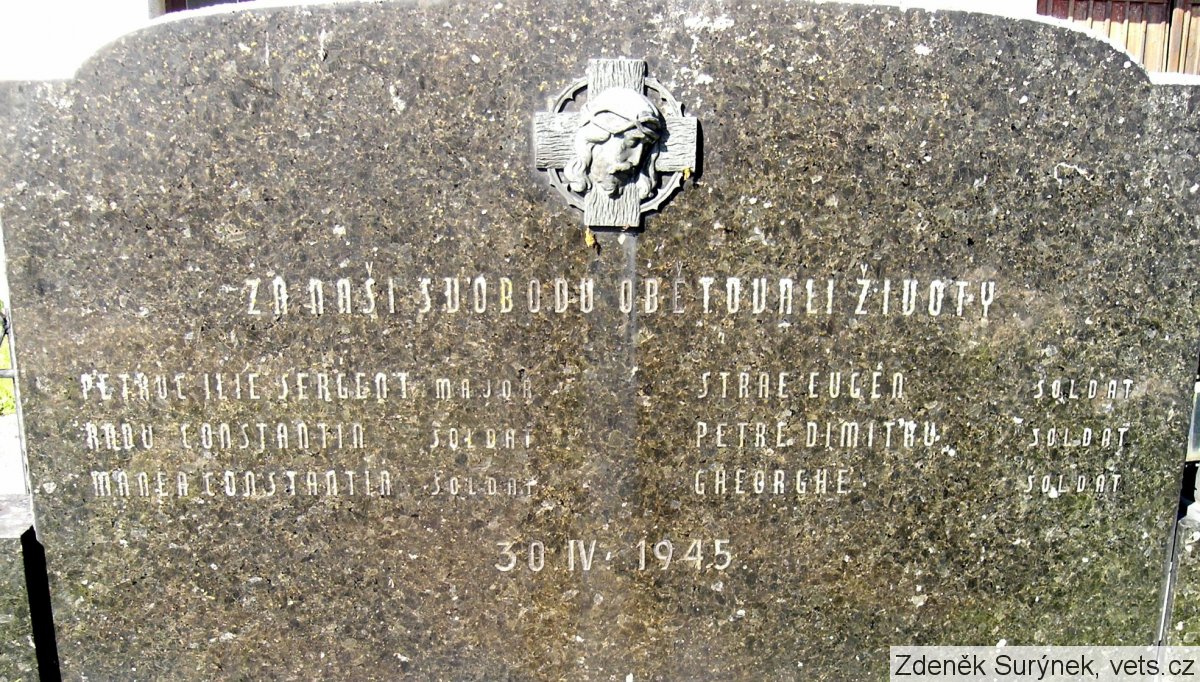 ZA NAŠI SVOBODU OBĚTOVALI ŽIVOTY
PETRUC ILIE SERGENT MAJOR
RADU CONSTANTIN SOLDAT
MANEA CONSTANTIN SOLDAT
STRAE EUGEN SOLDAT
PETRE DIMITRU SOLDAT
GHEORGHE SOLDAT
30 IV. 1945
Zdeněk Surýnek, vets.cz